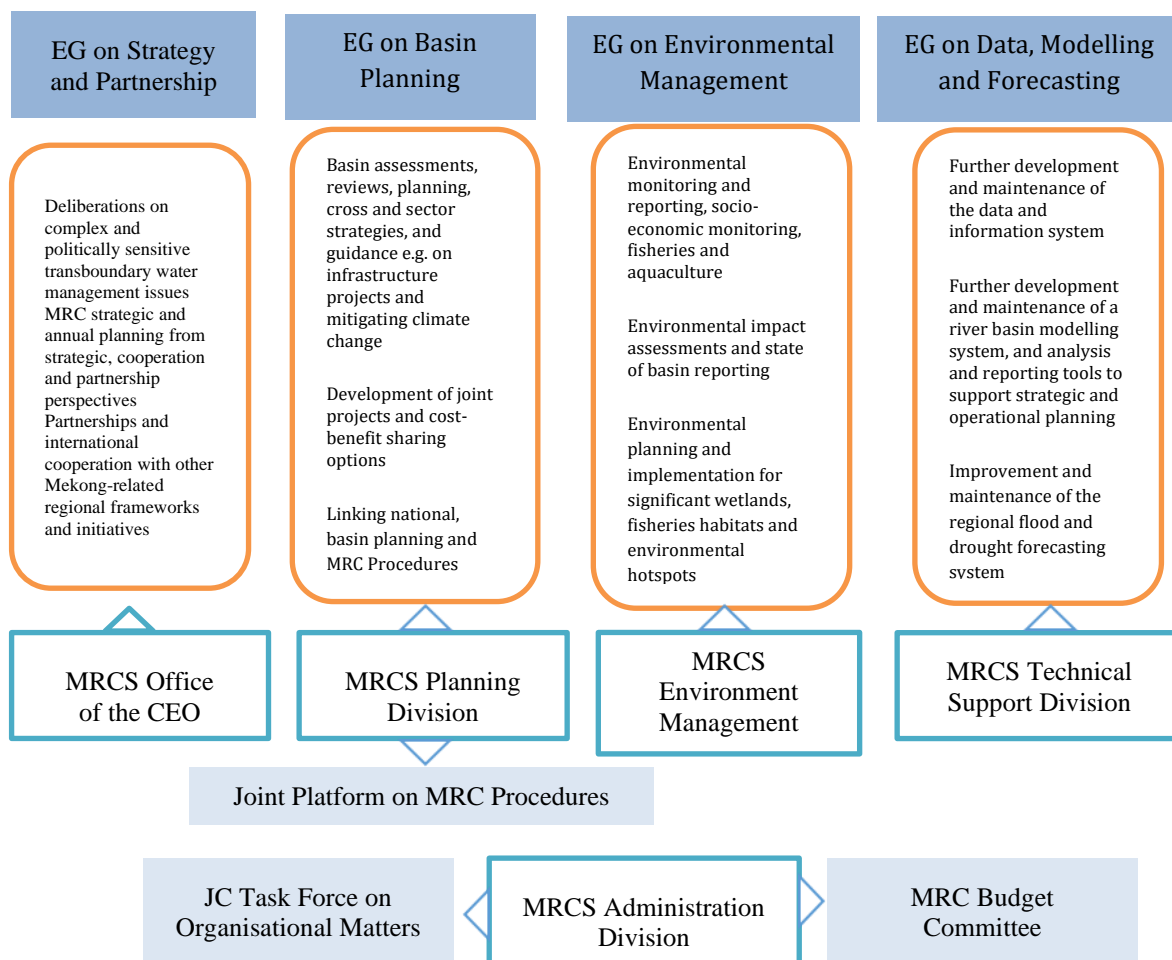 EG on Strategy
and Partnership
EG on Basin
Planning
EG on Environmental
Management
EG on Data, Modelling
and Forecasting
Deliberations on
complex and
politically sensitive
transboundary water
management issues
MRC strategic and
annual planning from
strategic, cooperation
and partnership
perspectives
Partnerships and
international
cooperation with other
Mekong-related
regional frameworks
and initiatives
Basin assessments,
reviews, planning,
cross and sector
strategies, and
guidance e.g. on
infrastructure
projects and
mitigating climate
change
Development of joint
projects and cost-
benefit sharing
options
Linking national,
basin planning and
MRC Procedures
Environmental
monitoring and
reporting, socio-
economic monitoring,
fisheries and
aquaculture
Environmental impact
assessments and state
of basin reporting
Environmental
planning and
implementation for
significant wetlands,
fisheries habitats and
environmental
hotspots
Further development
and maintenance of
the data and
information system
Further development
and maintenance of a
river basin modelling
system, and analysis
and reporting tools to
support strategic and
operational planning
Improvement and
maintenance of the
regional flood and
drought forecasting
system
MRCS Office
of the CEO
MRCS Planning
Division
MRCS
Environment
Management
MRCS Technical
Support Division
Joint Platform on MRC Procedures
JC Task Force on
Organisational Matters
MRCS Administration
Division
MRC Budget
Committee